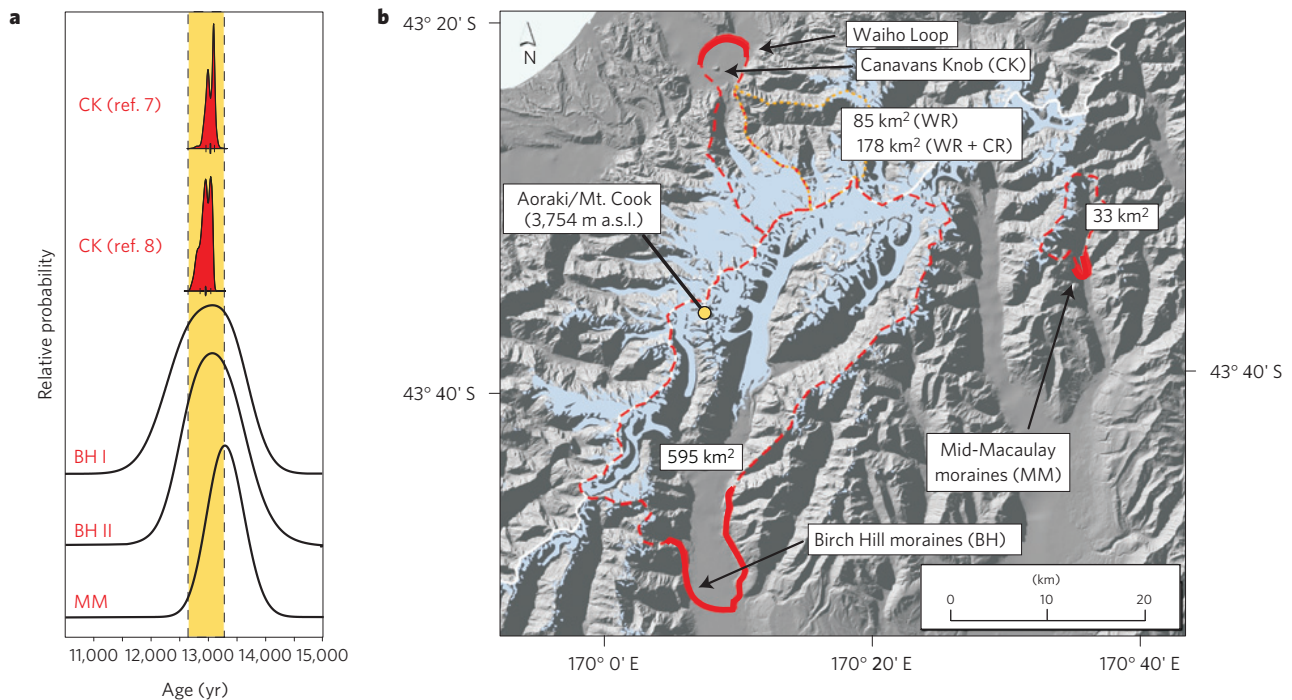 a
CK (ref. 7)
CK (ref. 8)
BH I
BH II
MM
Relative probability
11,000 12,000 13,000 14,000 15,000
Age (yr)
b
43° 20' S
N
Waiho Loop
Canavans Knob (CK)
85 km² (WR)
178 km² (WR + CR)
Aoraki/Mt. Cook
(3,754 m a.s.l.)
33 km²
43° 40' S
43° 40' S
595 km²
Mid-Macaulay
moraines (MM)
Birch Hill moraines (BH)
(km)
0 10 20
170° 0' E 170° 20' E 170° 40' E